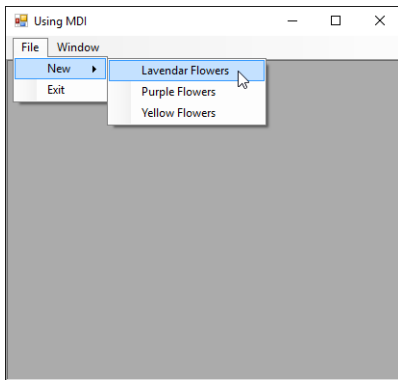 Using MDI
File Window
New
Exit
Lavendar Flowers
Purple Flowers
Yellow Flowers